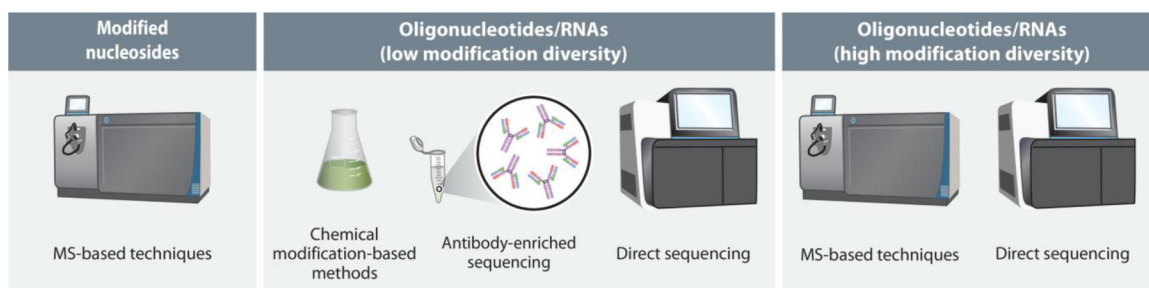 Modified
nucleosides
Oligonucleotides/RNAs
(low modification diversity)
Oligonucleotides/RNAs
(high modification diversity)
MS-based techniques
Chemical
modification-based
methods
Antibody-enriched
sequencing
Direct sequencing
MS-based techniques
Direct sequencing